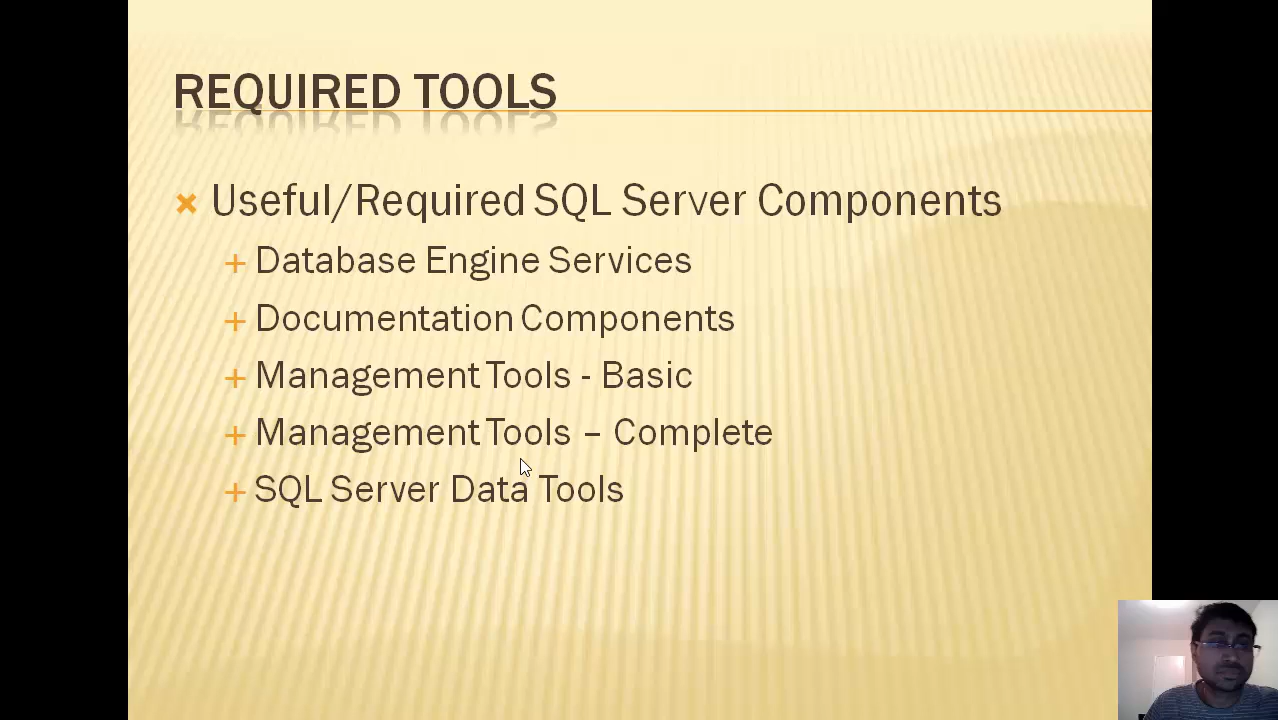 REQUIRED TOOLS
Useful/Required SQL Server Components
Database Engine Services
Documentation Components
Management Tools - Basic
Management Tools – Complete
SQL Server Data Tools